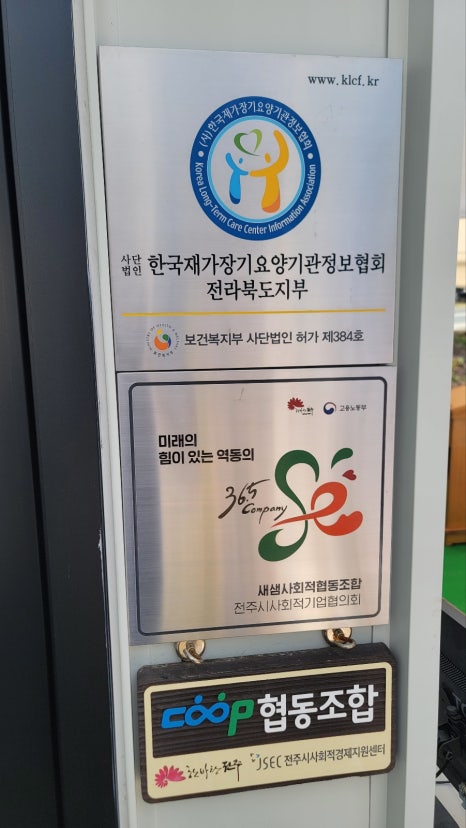 www.klcf.kr
(사)한국재가장기요양기관정보협회
Korea Long-Term Care Center Information Association
사단
법인 한국재가장기요양기관정보협회
전라북도지부
보건복지부 사단법인 허가 제384호
고용노동부
미래의
힘이 있는 역동의
365
company
Se
새샘사회적협동조합
전주시사회적기업협의회
coop 협동조합
한바탕 전주 JSEC 전주시사회적경제지원센터